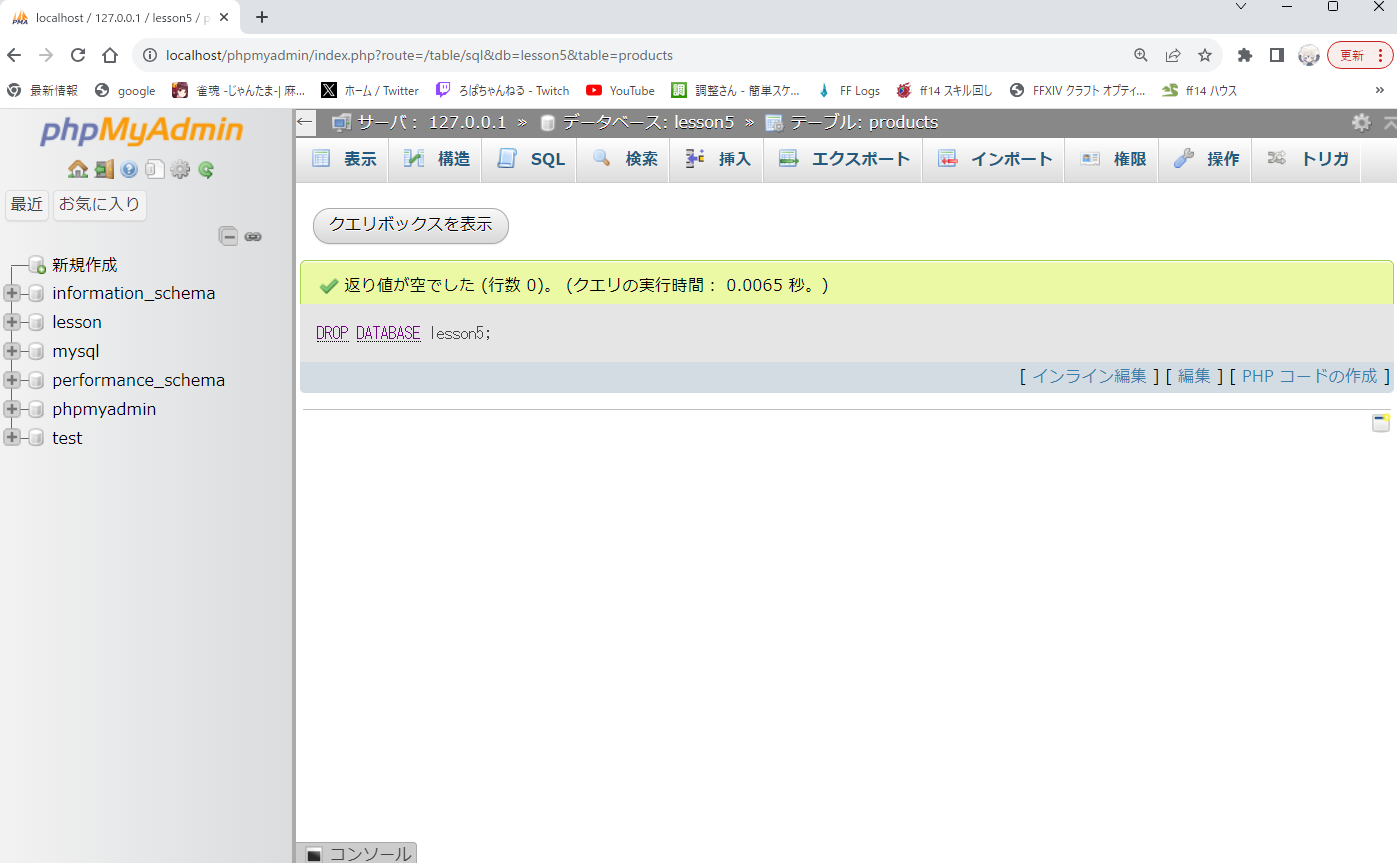 localhost / 127.0.0.1 / lesson5 / p
localhost/phpmyadmin/index.php?route=/table/sql&db=lesson5&table=products
更新
最新情報 google 雀魂 -じゃんたま-| 麻... ホーム / Twitter ろぱちゃんねる - Twitch YouTube 調整さん - 簡単スケ... FF Logs ff14 スキル回し FFXIV クラフト オプティ... ff14 ハウス »
phpMyAdmin
最近 お気に入り
新規作成
information_schema
lesson
mysql
performance_schema
phpmyadmin
test
サーバ: 127.0.0.1 » データベース: lesson5 » テーブル: products
表示 構造 SQL 検索 挿入 エクスポート インポート 権限 操作 トリガ
クエリボックスを表示
返り値が空でした (行数 0)。 (クエリの実行時間: 0.0065 秒。)
DROP DATABASE lesson5;
[ インライン編集 ] [ 編集 ] [ PHP コードの作成 ]
コンソール